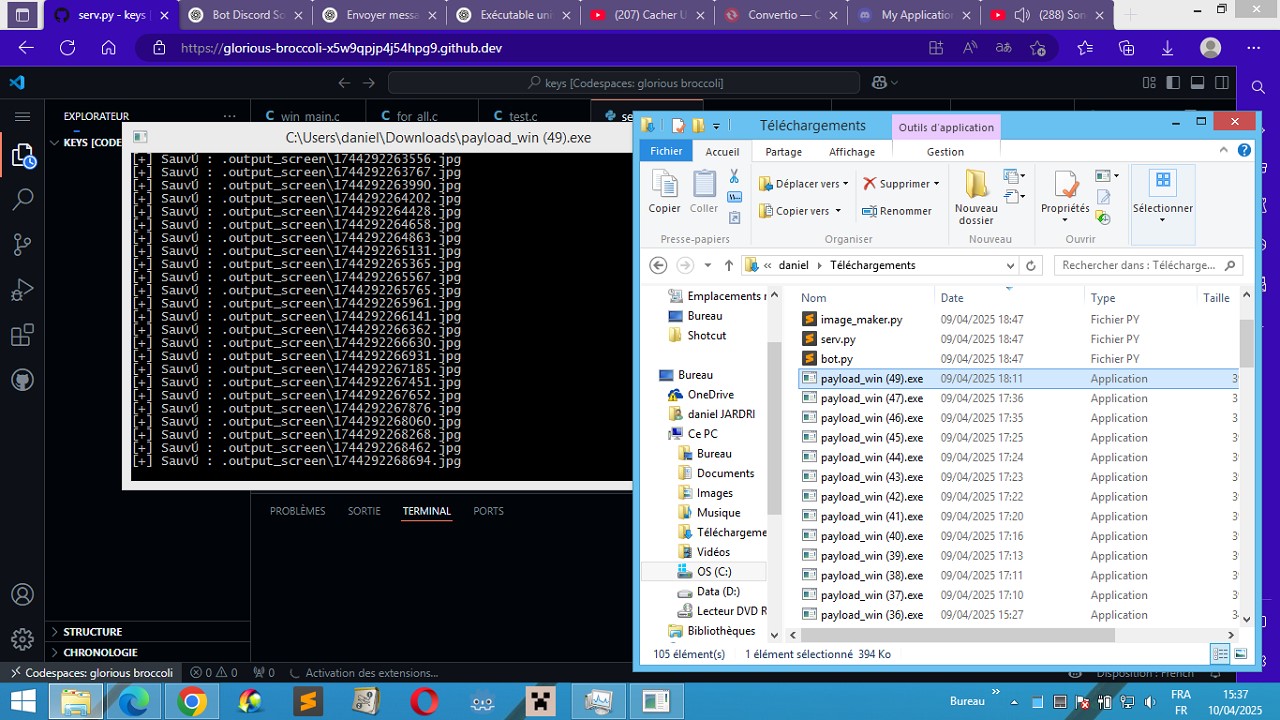 serv.py - keys
Bot Discord So
Envoyer messa
Exécutable uni
(207) Cacher U
Convertio — C
My Application
(288) Son
https://glorious-broccoli-x5w9qpjp4j54hpg9.github.dev
keys [Codespaces: glorious broccoli]
EXPLORATEUR
win_main.c
for_all.c
test.c
se
KEYS [CODE
C:\Users\daniel\Downloads\payload_win (49).exe
[+] SauvÚ : .output_screen\1744292263556.jpg
[+] SauvÚ : .output_screen\1744292263767.jpg
[+] SauvÚ : .output_screen\1744292263990.jpg
[+] SauvÚ : .output_screen\1744292264202.jpg
[+] SauvÚ : .output_screen\1744292264428.jpg
[+] SauvÚ : .output_screen\1744292264658.jpg
[+] SauvÚ : .output_screen\1744292264863.jpg
[+] SauvÚ : .output_screen\1744292265131.jpg
[+] SauvÚ : .output_screen\1744292265365.jpg
[+] SauvÚ : .output_screen\1744292265567.jpg
[+] SauvÚ : .output_screen\1744292265765.jpg
[+] SauvÚ : .output_screen\1744292265961.jpg
[+] SauvÚ : .output_screen\1744292266141.jpg
[+] SauvÚ : .output_screen\1744292266362.jpg
[+] SauvÚ : .output_screen\1744292266630.jpg
[+] SauvÚ : .output_screen\1744292266931.jpg
[+] SauvÚ : .output_screen\1744292267185.jpg
[+] SauvÚ : .output_screen\1744292267451.jpg
[+] SauvÚ : .output_screen\1744292267652.jpg
[+] SauvÚ : .output_screen\1744292267876.jpg
[+] SauvÚ : .output_screen\1744292268060.jpg
[+] SauvÚ : .output_screen\1744292268268.jpg
[+] SauvÚ : .output_screen\1744292268462.jpg
[+] SauvÚ : .output_screen\1744292268694.jpg
PROBLÈMES SORTIE TERMINAL PORTS
STRUCTURE
CHRONOLOGIE
Codespaces: glorious broccoli
0 0 0
Activation des extensions...
Disposition : French
Téléchargements
Outils d'application
Fichier Accueil Partage Affichage Gestion
Copier
Coller
Presse-papiers
Déplacer vers
Copier vers
Supprimer
Renommer
Organiser
Nouveau
dossier
Nouveau
Propriétés
Ouvrir
Sélectionner
« daniel Téléchargements
Rechercher dans : Télécharge...
Emplacements r
Bureau
Shotcut
Bureau
OneDrive
daniel JARDRI
Ce PC
Bureau
Documents
Images
Musique
Téléchargeme
Vidéos
OS (C:)
Data (D:)
Lecteur DVD R
Bibliothèques
Nom Date Type Taille
image_maker.py 09/04/2025 18:47 Fichier PY
serv.py 09/04/2025 18:47 Fichier PY
bot.py 09/04/2025 18:47 Fichier PY
payload_win (49).exe 09/04/2025 18:11 Application 3
payload_win (47).exe 09/04/2025 17:36 Application 3
payload_win (46).exe 09/04/2025 17:35 Application 3
payload_win (45).exe 09/04/2025 17:25 Application 3
payload_win (44).exe 09/04/2025 17:24 Application 3
payload_win (43).exe 09/04/2025 17:23 Application 3
payload_win (42).exe 09/04/2025 17:22 Application 3
payload_win (41).exe 09/04/2025 17:20 Application 3
payload_win (40).exe 09/04/2025 17:16 Application 3
payload_win (39).exe 09/04/2025 17:13 Application 3
payload_win (38).exe 09/04/2025 17:11 Application 3
payload_win (37).exe 09/04/2025 17:10 Application 3
payload_win (36).exe 09/04/2025 15:27 Application 3
105 élément(s) 1 élément sélectionné 394 Ko
Bureau
FRA
FR
15:37
10/04/2025